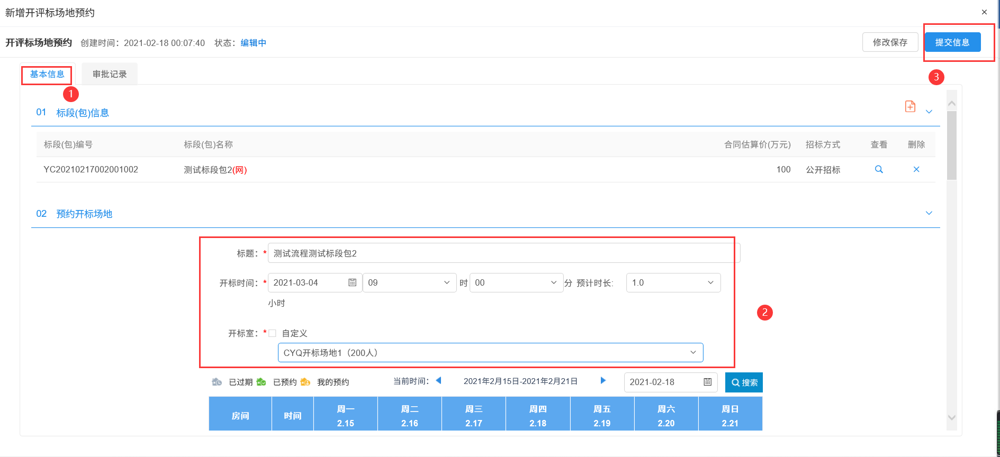 新增开评标场地预约
×
开评标场地预约 创建时间：2021-02-18 00:07:40 状态：编辑中
修改保存 提交信息
基本信息 审批记录
1
3
01 标段(包)信息
标段(包)编号 标段(包)名称 合同估算价(万元) 招标方式 查看 删除
YC20210217002001002 测试标段包2(网) 100 公开招标
02 预约开标场地
标题：* 测试流程测试标段包2
开标时间：* 2021-03-04 09 时 00 分 预计时长: 1.0
小时
2
开标室：* 自定义
CYQ开标场地1（200人）
已过期 已预约 我的预约 当前时间： 2021年2月15日-2021年2月21日 2021-02-18 搜索
房间 时间 周一 周二 周三 周四 周五 周六 周日
2.15 2.16 2.17 2.18 2.19 2.20 2.21